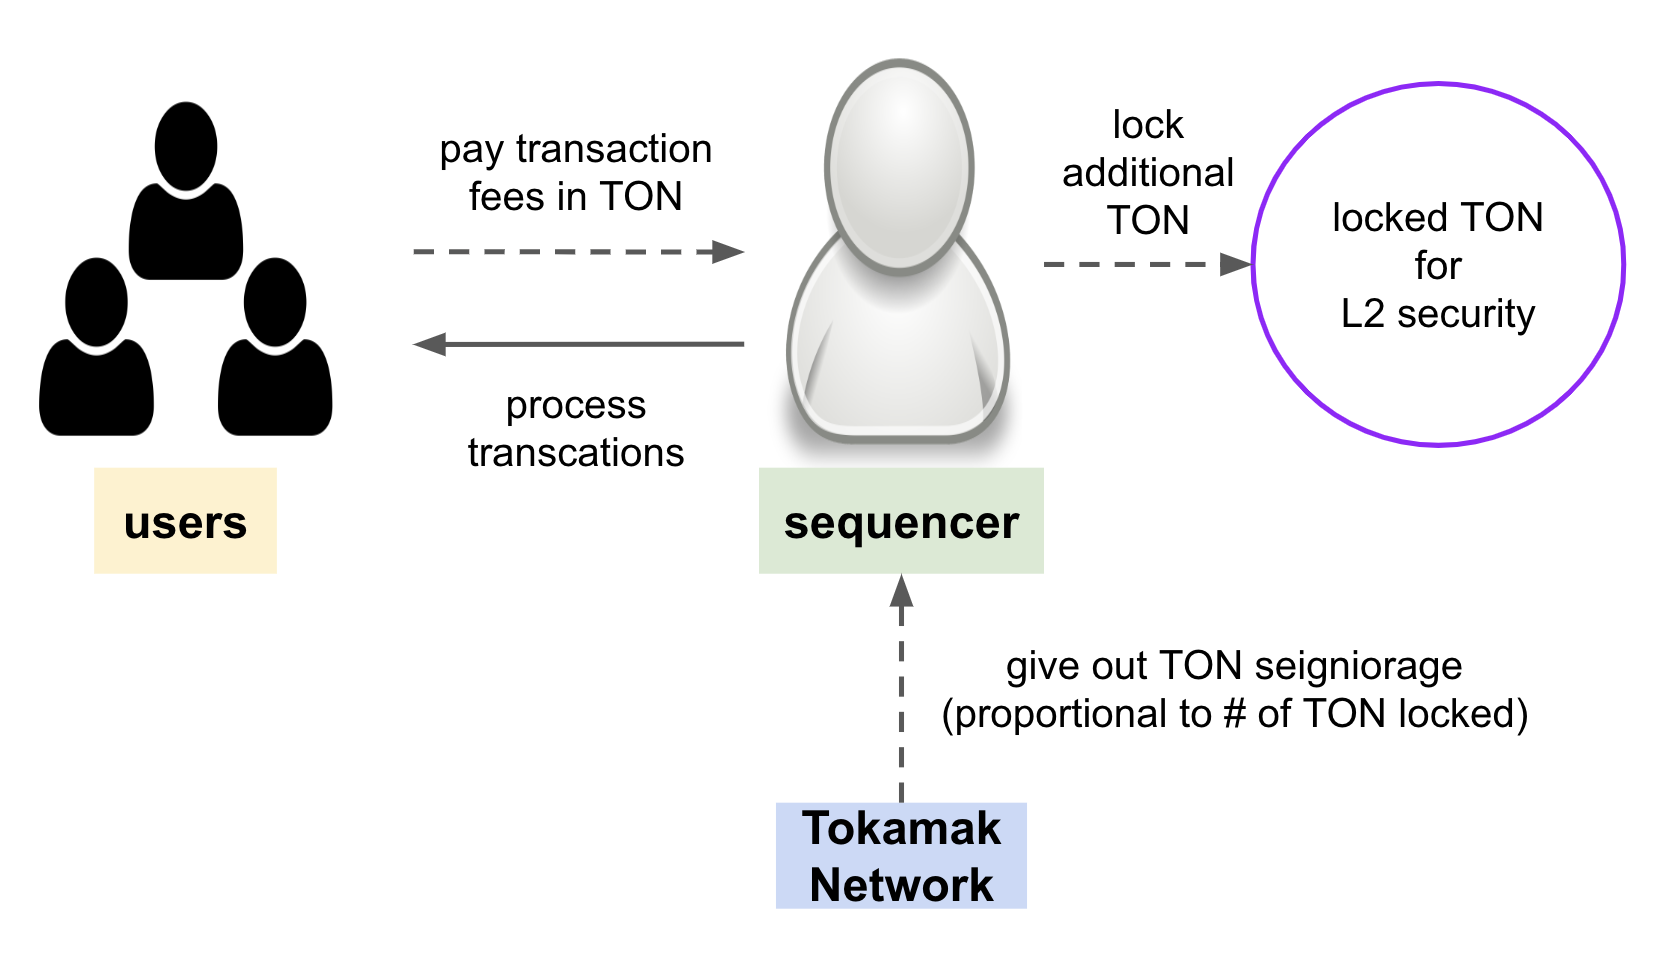 pay transaction
fees in TON
process
transcations
users
sequencer
lock
additional
TON
locked TON
for
L2 security
give out TON seigniorage
(proportional to # of TON locked)
Tokamak
Network